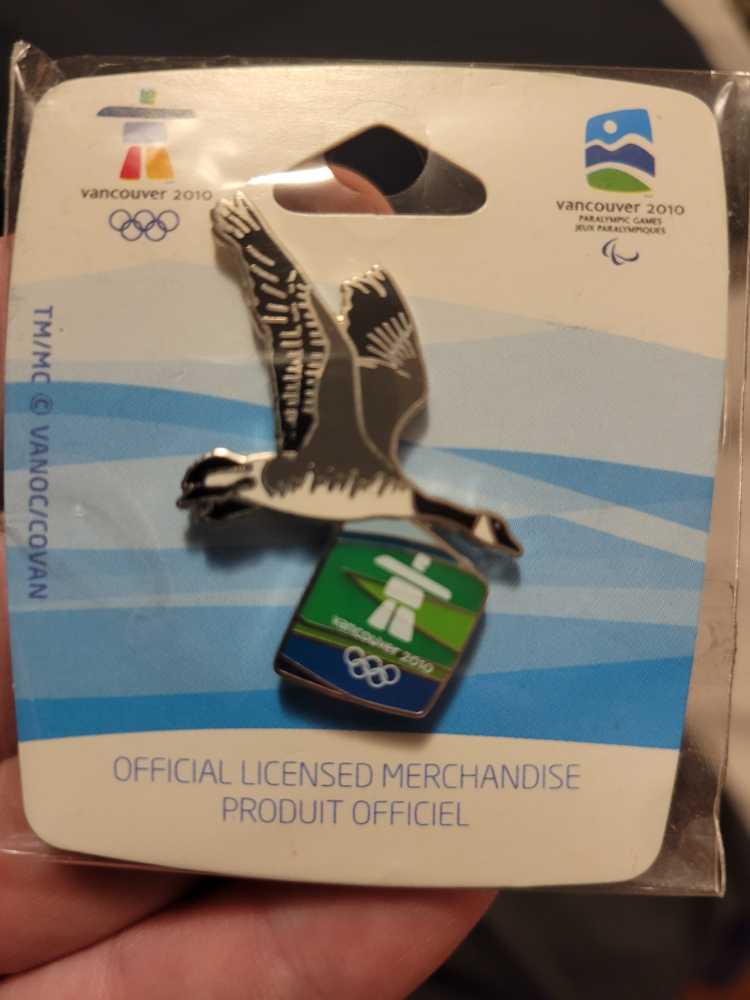 vancouver 2010
vancouver 2010
PARALYMPIC GAMES
JEUX PARALYMPIQUES
TM/MC © VANOC/COVAN
vancouver 2010
OFFICIAL LICENSED MERCHANDISE
PRODUIT OFFICIEL